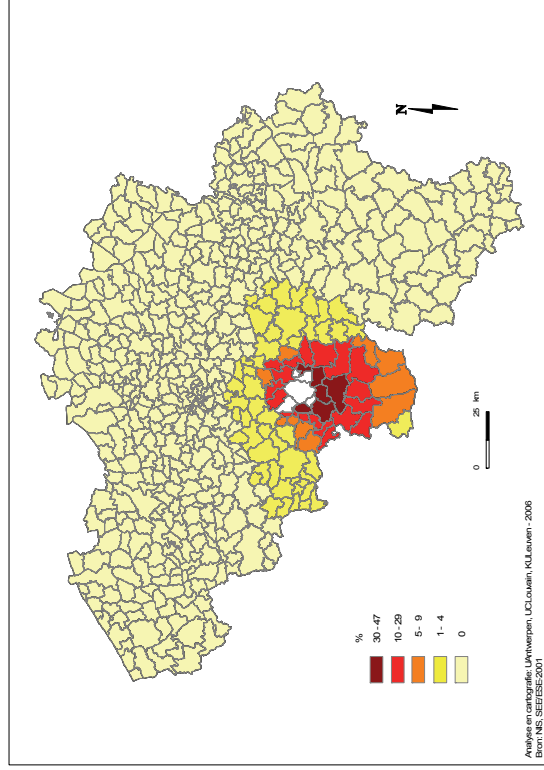 N
0 25 km
%
30 - 47
10 - 29
5 - 9
1 - 4
0
Analyse en cartografie: UAntwerpen, UCLouvain, KULeuven - 2006
Bron: NIS, SEE/ESE-2001